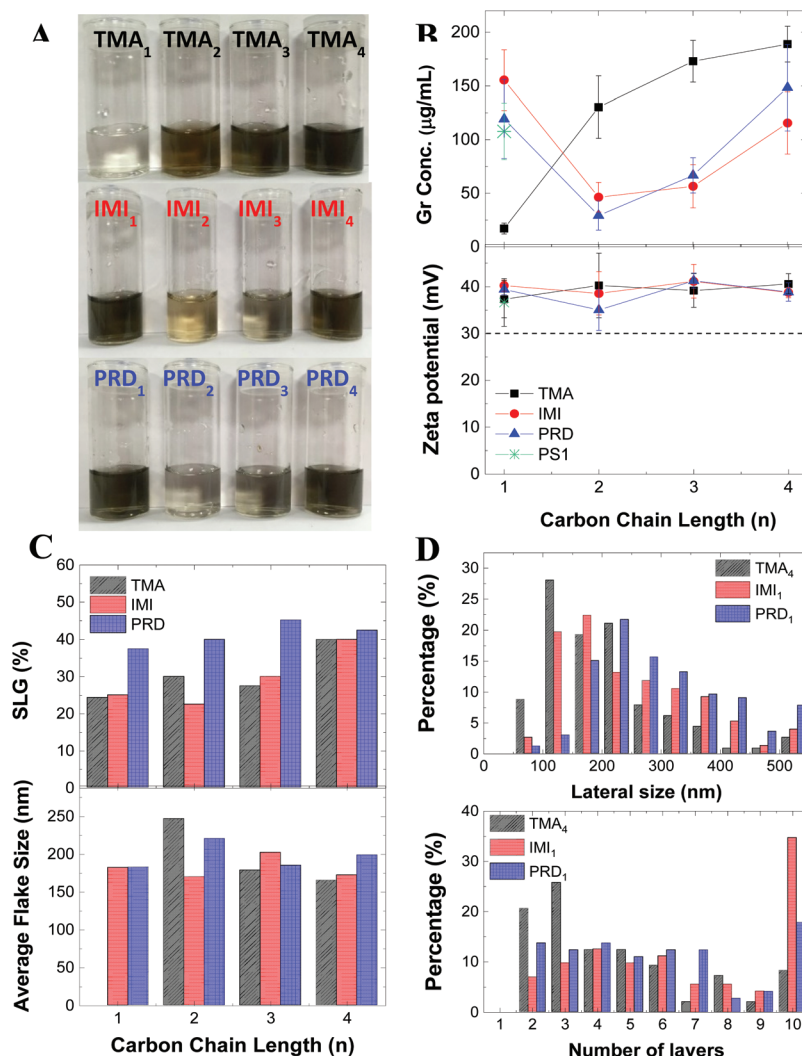 A
TMA1 TMA2 TMA3 TMA4
IMI1 IMI2 IMI3 IMI4
PRD1 PRD2 PRD3 PRD4
B
Gr Conc. (μg/mL)
200
150
100
50
0
Zeta potential (mV)
40
30
0
TMA
IMI
PRD
PS1
1 2 3 4
Carbon Chain Length (n)
C
SLG (%)
60
50
40
30
20
10
0
TMA
IMI
PRD
Average Flake Size (nm)
250
200
150
100
50
0
1 2 3 4
Carbon Chain Length (n)
D
Percentage (%)
30
25
20
15
10
5
0
TMA4
IMI1
PRD1
0 100 200 300 400 500
Lateral size (nm)
Percentage (%)
40
30
20
10
0
TMA4
IMI1
PRD1
1 2 3 4 5 6 7 8 9 10
Number of layers